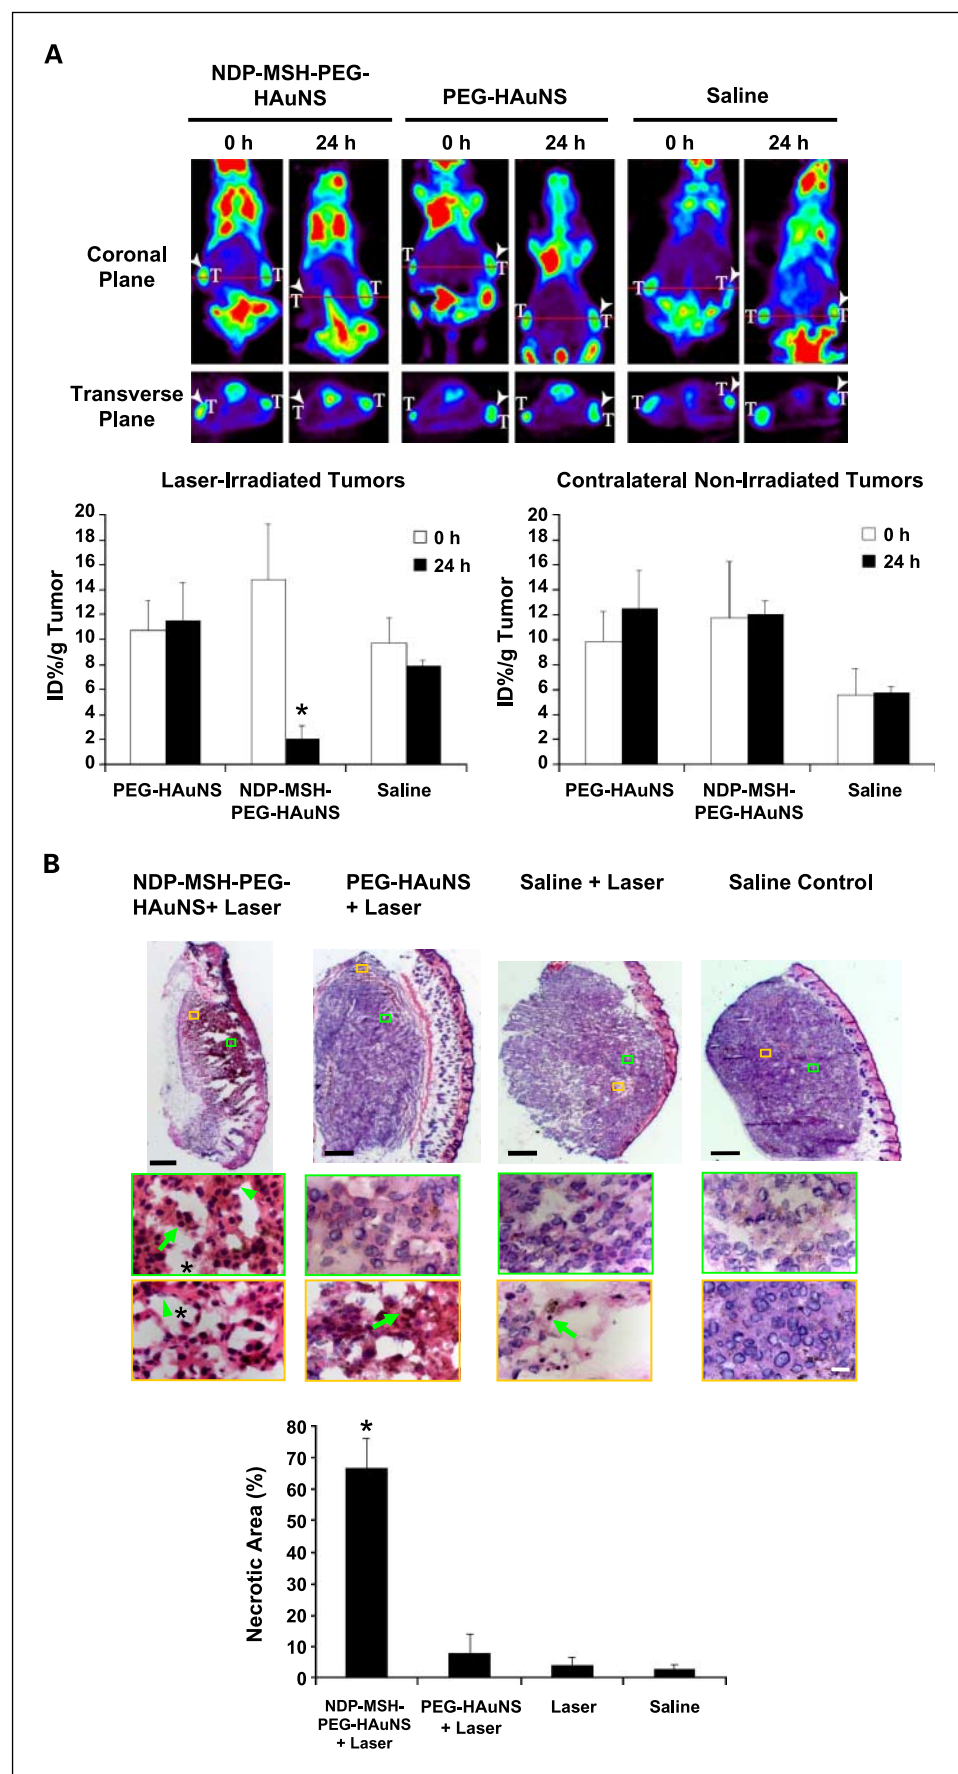 A
NDP-MSH-PEG-
HAuNS
PEG-HAuNS
Saline
0 h
24 h
0 h
24 h
0 h
24 h
Coronal
Plane
T
T
T
T
T
T
T
T
T
T
T
T
Transverse
Plane
T
T
T
T
T
T
T
T
T
T
T
T
Laser-Irradiated Tumors
ID%/g Tumor
20
18
16
14
12
10
8
6
4
2
0
0 h
24 h
*
PEG-HAuNS
NDP-MSH-
PEG-HAuNS
Saline
Contralateral Non-Irradiated Tumors
ID%/g Tumor
20
18
16
14
12
10
8
6
4
2
0
0 h
24 h
PEG-HAuNS
NDP-MSH-
PEG-HAuNS
Saline
B
NDP-MSH-PEG-
HAuNS+ Laser
PEG-HAuNS
+ Laser
Saline + Laser
Saline Control
*
*
Necrotic Area (%)
80
70
60
50
40
30
20
10
0
*
NDP-MSH-
PEG-HAuNS
+ Laser
PEG-HAuNS
+ Laser
Laser
Saline